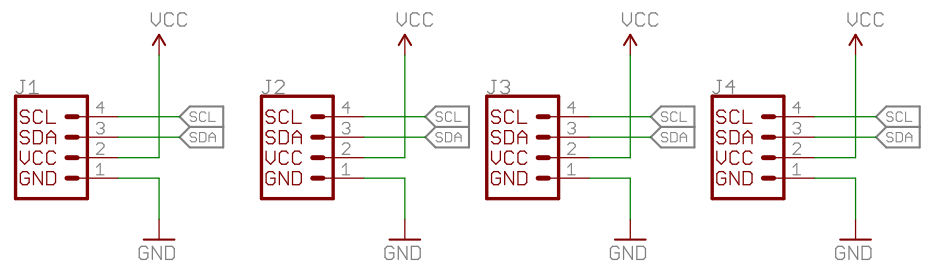 VCC VCC VCC VCC
J1 J2 J3 J4
SCL 4 SCL SCL 4 SCL SCL 4 SCL SCL 4 SCL
SDA 3 SDA SDA 3 SDA SDA 3 SDA SDA 3 SDA
VCC 2 VCC 2 VCC 2 VCC 2
GND 1 GND 1 GND 1 GND 1
GND GND GND GND